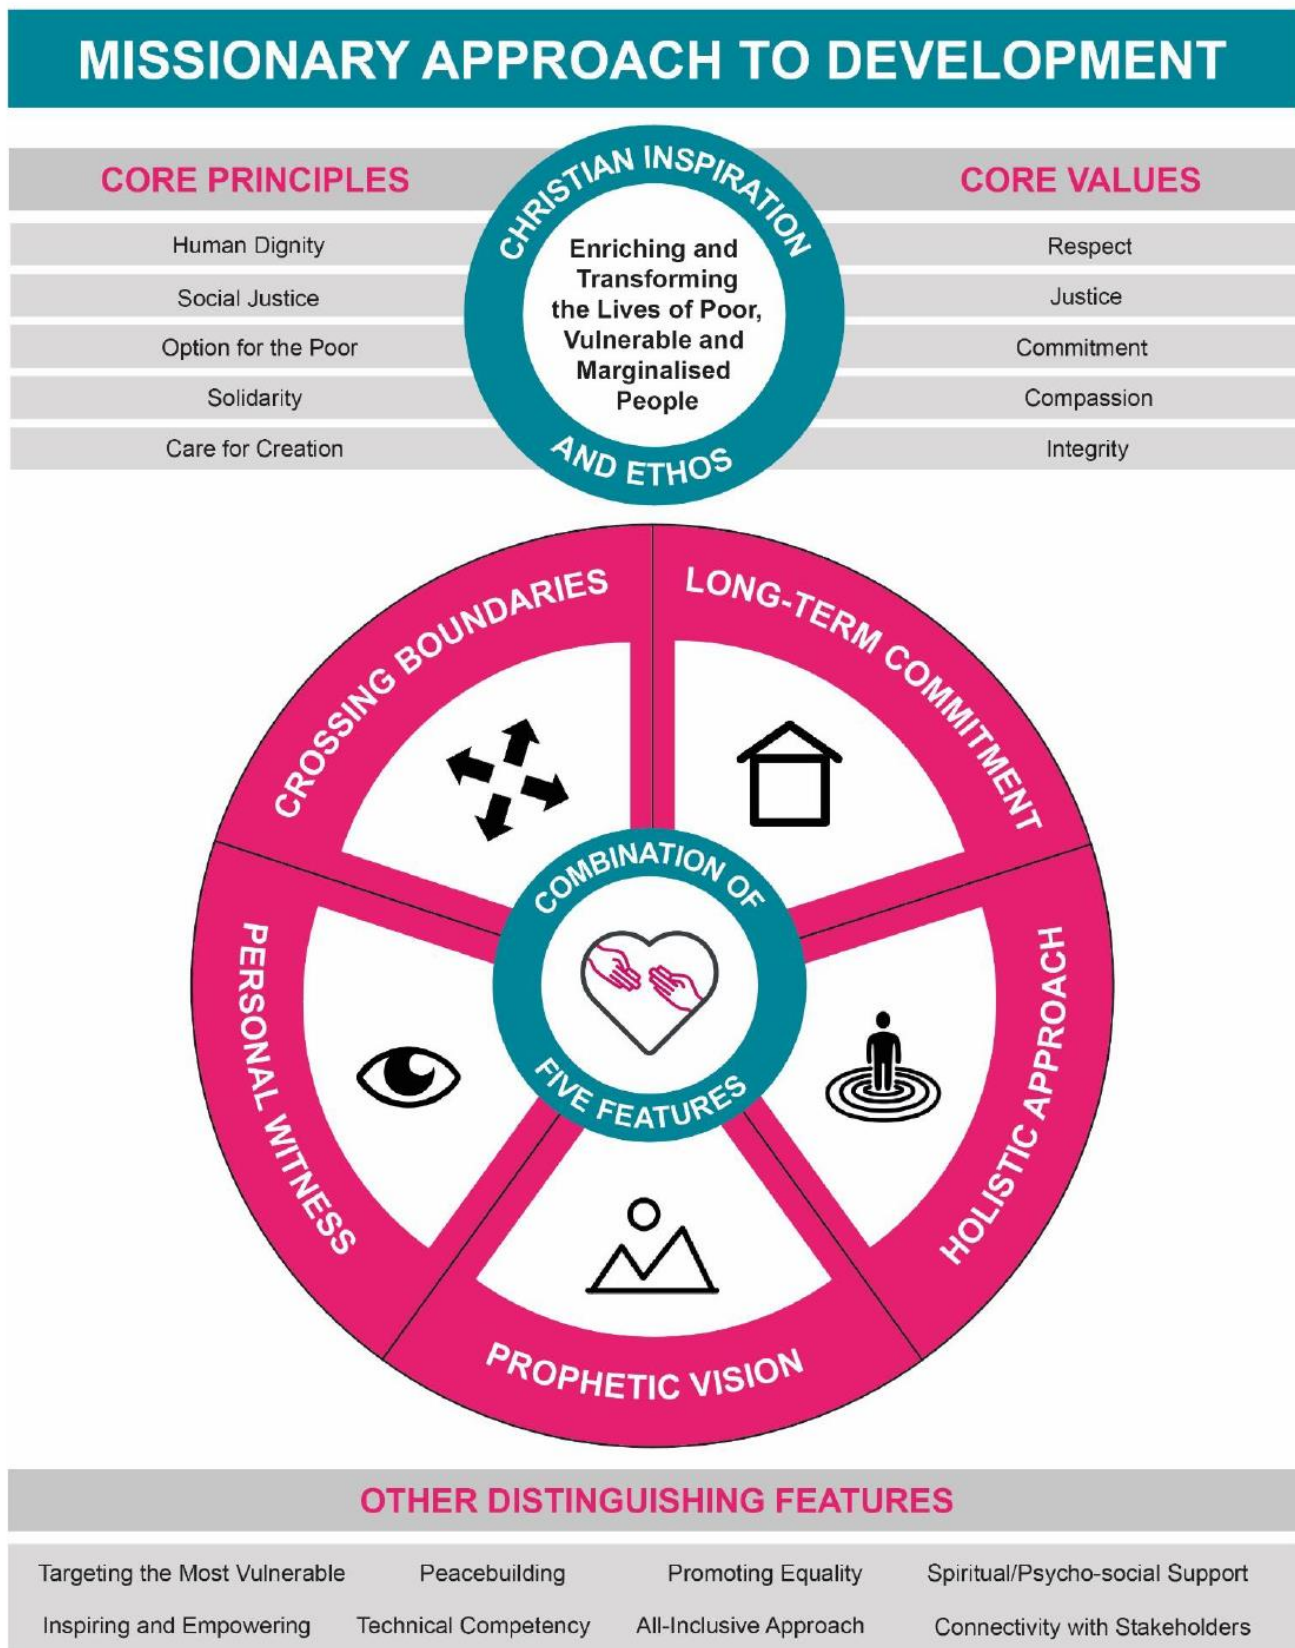 MISSIONARY APPROACH TO DEVELOPMENT
CORE PRINCIPLES
Human Dignity
Social Justice
Option for the Poor
Solidarity
Care for Creation
CHRISTIAN INSPIRATION
AND ETHOS
Enriching and
Transforming
the Lives of Poor,
Vulnerable and
Marginalised
People
CORE VALUES
Respect
Justice
Commitment
Compassion
Integrity
CROSSING BOUNDARIES
LONG-TERM COMMITMENT
HOLISTIC APPROACH
PROPHETIC VISION
PERSONAL WITNESS
COMBINATION OF
FIVE FEATURES
OTHER DISTINGUISHING FEATURES
Targeting the Most Vulnerable Peacebuilding Promoting Equality Spiritual/Psycho-social Support
Inspiring and Empowering Technical Competency All-Inclusive Approach Connectivity with Stakeholders